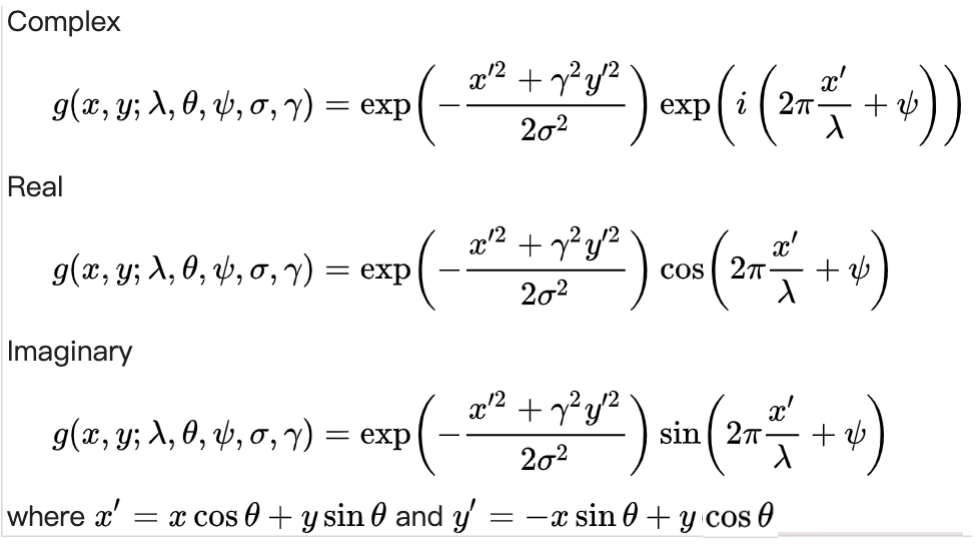 Complex
g(x, y; λ, θ, ψ, σ, γ) = exp(−(x′² + γ²y′²)/(2σ²)) exp(i(2π x′/λ + ψ))
Real
g(x, y; λ, θ, ψ, σ, γ) = exp(−(x′² + γ²y′²)/(2σ²)) cos(2π x′/λ + ψ)
Imaginary
g(x, y; λ, θ, ψ, σ, γ) = exp(−(x′² + γ²y′²)/(2σ²)) sin(2π x′/λ + ψ)
where x′ = x cos θ + y sin θ and y′ = −x sin θ + y cos θ